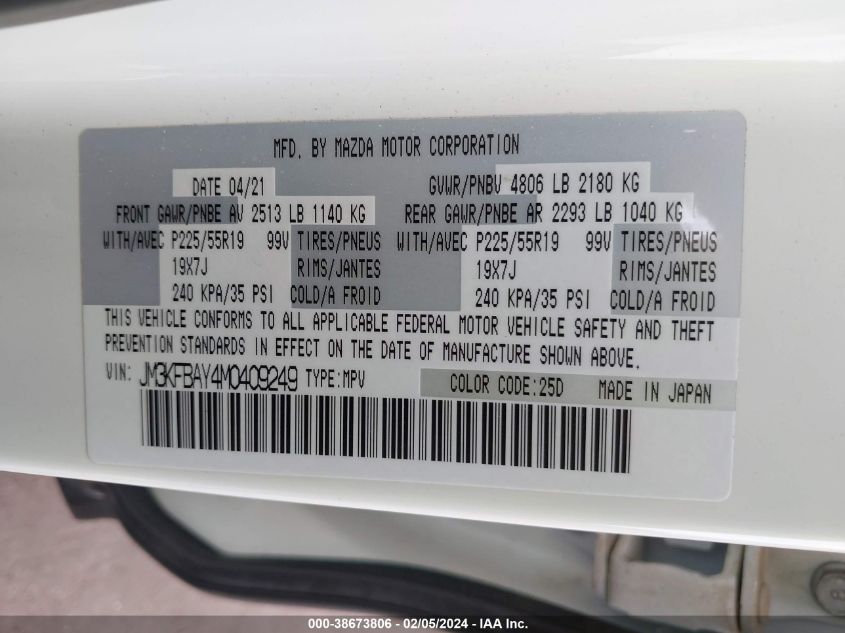 MFD. BY MAZDA MOTOR CORPORATION
DATE 04/21 GVWR/PNBV 4806 LB 2180 KG
FRONT GAWR/PNBE AV 2513 LB 1140 KG REAR GAWR/PNBE AR 2293 LB 1040 KG
WITH/AVEC P225/55R19 99V TIRES/PNEUS WITH/AVEC P225/55R19 99V TIRES/PNEUS
19X7J RIMS/JANTES 19X7J RIMS/JANTES
240 KPA/35 PSI COLD/A FROID 240 KPA/35 PSI COLD/A FROID
THIS VEHICLE CONFORMS TO ALL APPLICABLE FEDERAL MOTOR VEHICLE SAFETY AND THEFT
PREVENTION STANDARDS IN EFFECT ON THE DATE OF MANUFACTURE SHOWN ABOVE.
VIN: JM3KFBAY4M0409249 TYPE:MPV COLOR CODE:25D MADE IN JAPAN
000-38673806 - 02/05/2024 - IAA Inc.